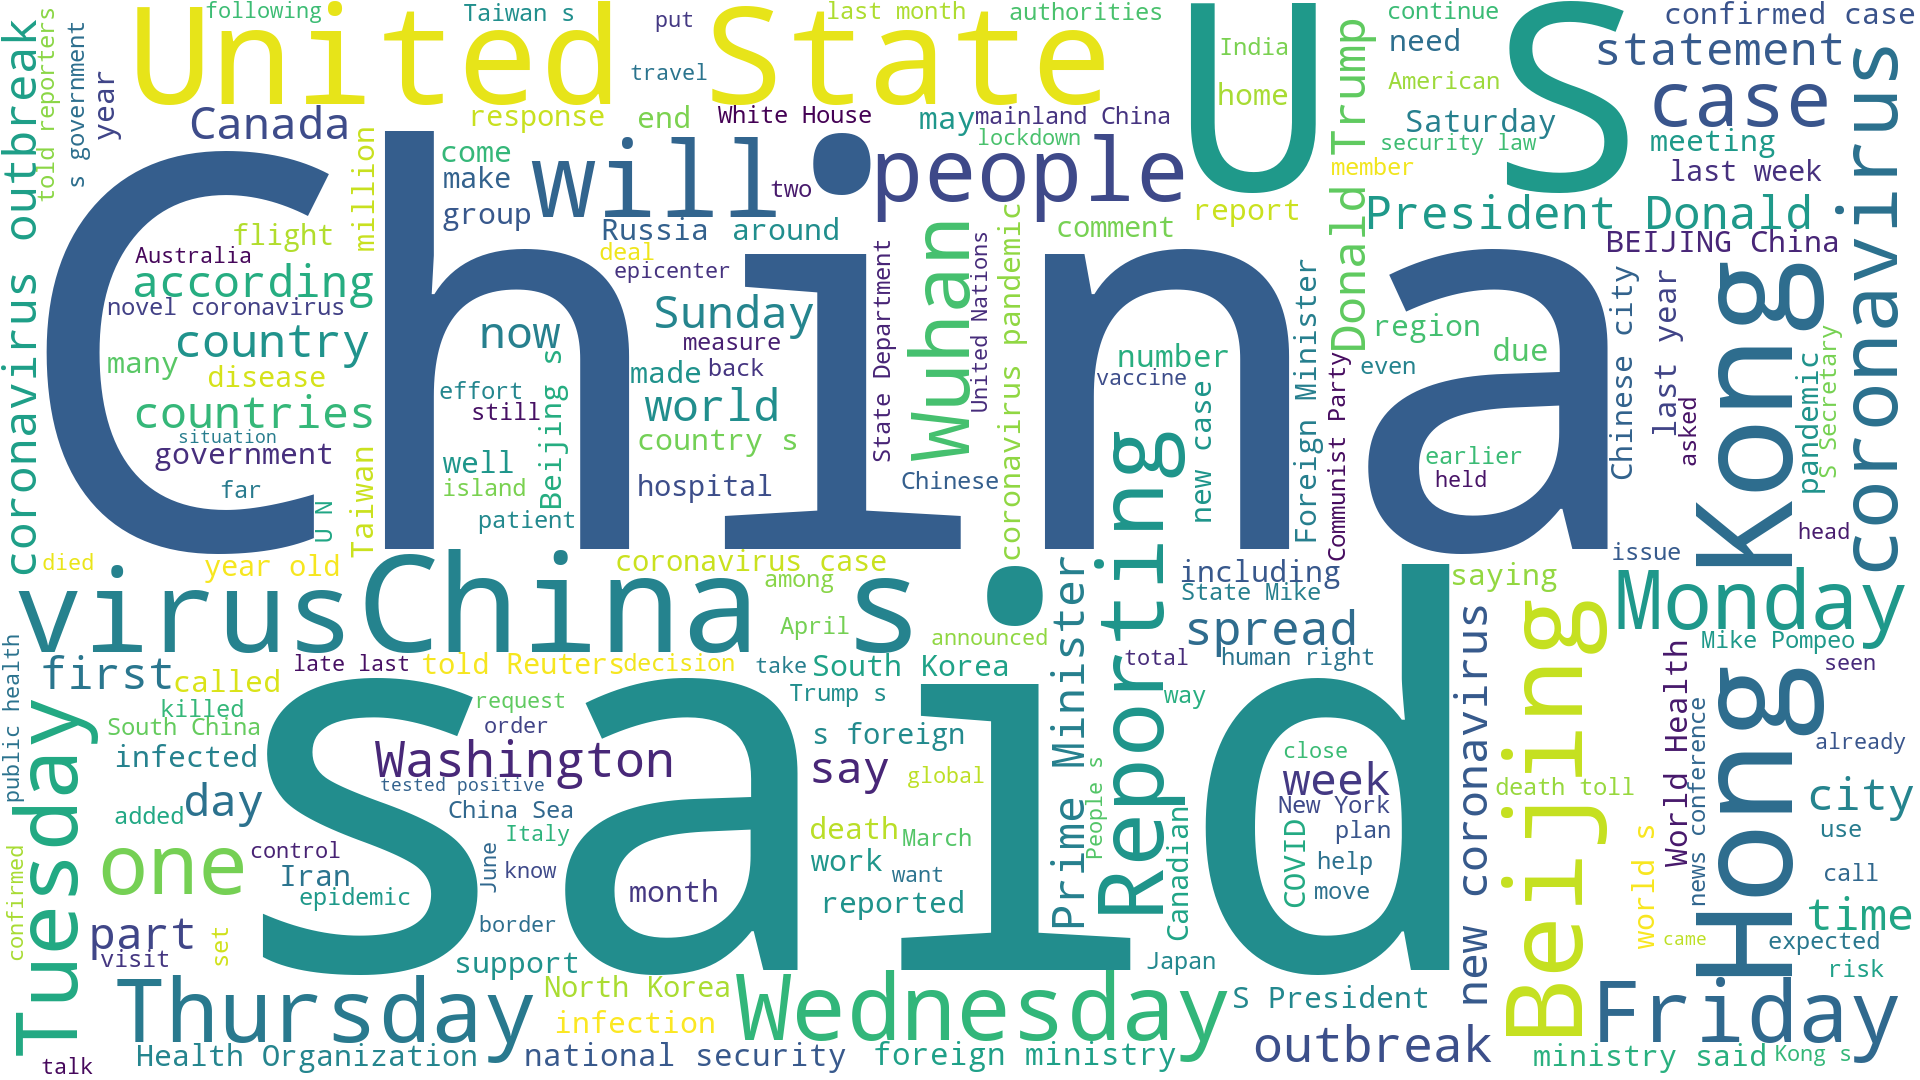 following
Taiwan s
put
last month
authorities
continue
confirmed case
United State
U S
India
need
statement
told reporters
s government
year
travel
home
American
case
coronavirus outbreak
Canada
response
end
White House
may
mainland China
Donald Trump
Saturday
coronavirus
lockdown
security law
meeting
million
come
will
people
member
last week
make
two
group
report
President Donald
flight
Russia
around
comment
BEIJING China
Australia
deal
China
epicenter
according
Wuhan
State Department
United Nations
coronavirus pandemic
Foreign Minister
Chinese city
last year
Kong
novel coronavirus
Sunday
region
country
now
measure
number
due
many
made
back
vaccine
even
disease
effort
Communist Party
pandemic
S Secretary
countries
still
world
new case
asked
situation
Beijing s
country s
government
well
earlier
Taiwan
island
hospital
Chinese
held
far
U N
patient
Reporting
head
died
year old
coronavirus case
issue
virus
China s
among
including
saying
Monday
State Mike
April
Prime Minister
spread
announced
new coronavirus
Beijing
Mike Pompeo
public health
first
late last
told Reuters
decision
take
South Korea
total
human right
World Health
seen
called
said
Trump s
way
Hong
killed
request
Tuesday
South China
order
s foreign
news conference
already
infected
Washington
say
close
week
global
People s
death toll
day
tested positive
New York
city
added
China Sea
Italy
death
March
Canadian
COVID
plan
use
one
control
June
know
work
help
world s
Iran
want
call
confirmed
epidemic
month
reported
move
time
part
set
border
came
expected
visit
support
Japan
risk
Thursday
North Korea
Wednesday
S President
Friday
infection
outbreak
talk
Health Organization
national security
foreign ministry
ministry said
Kong s